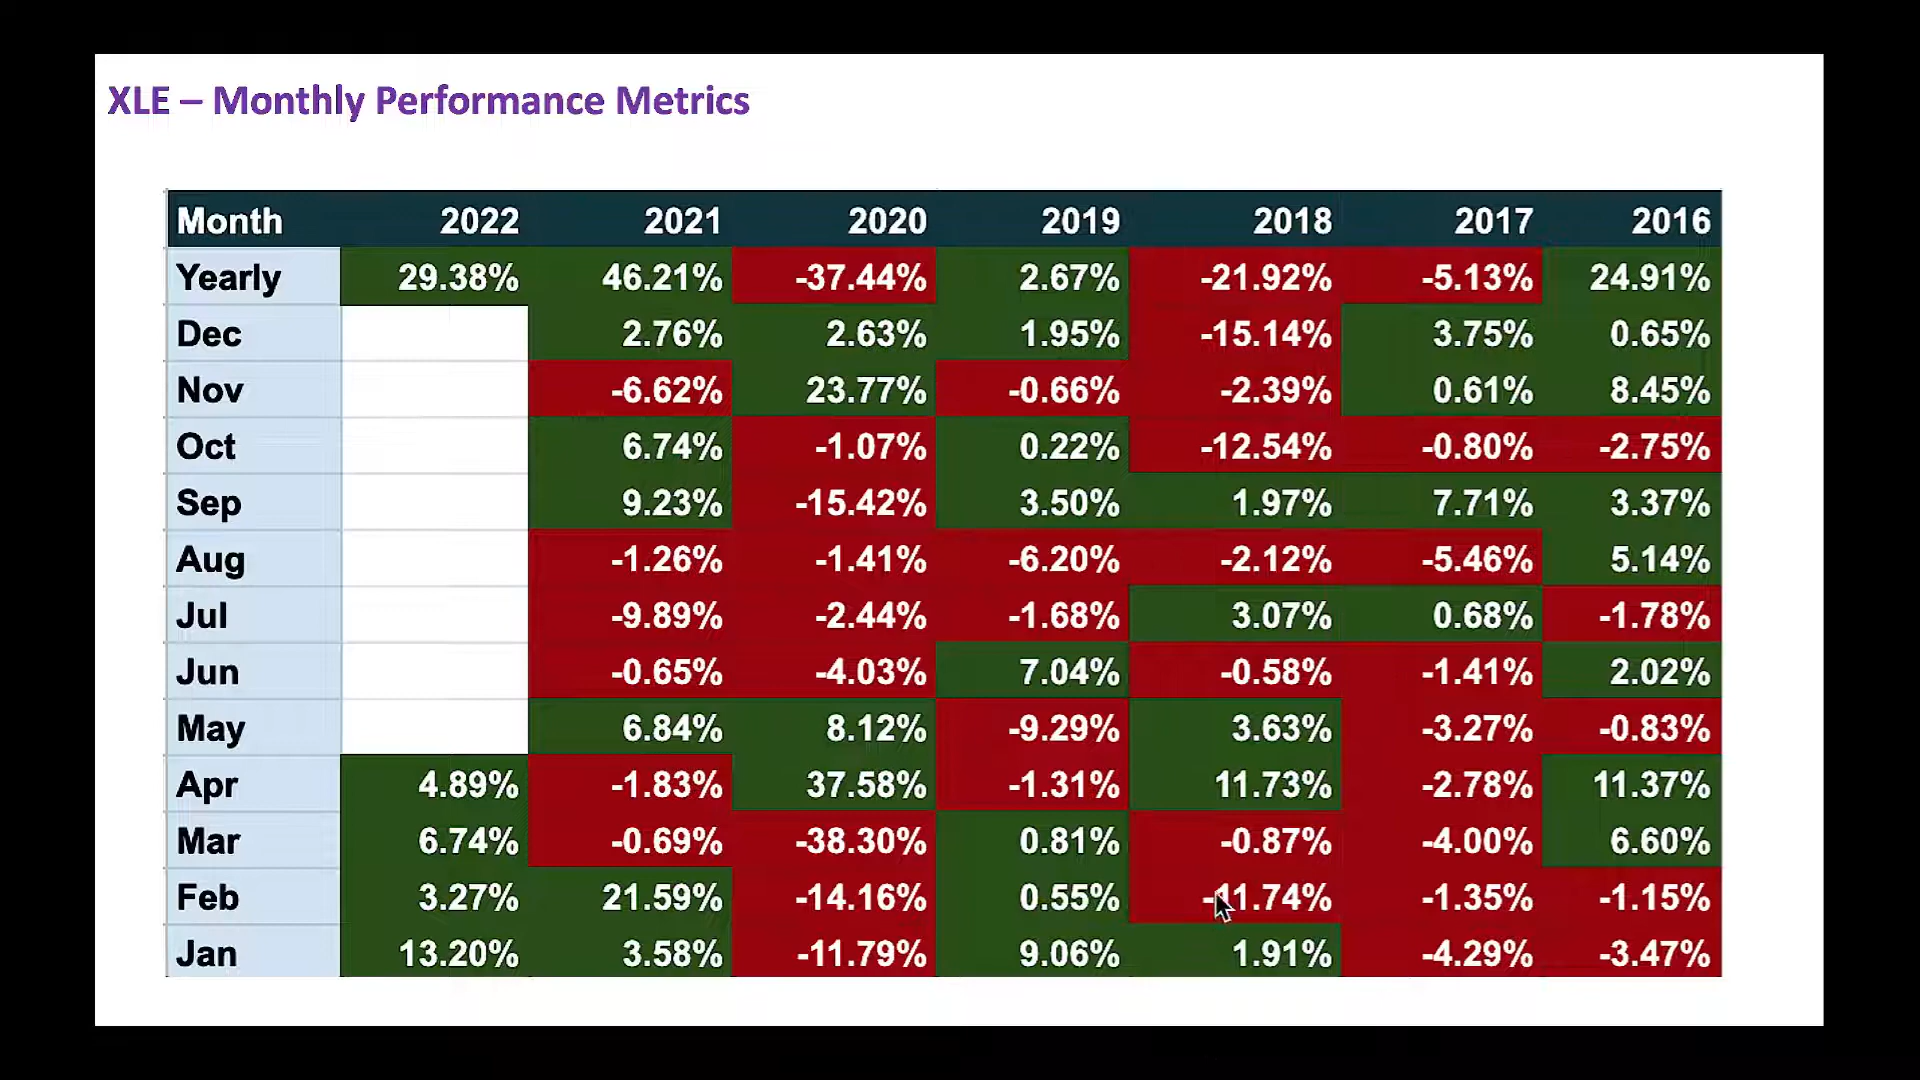 XLE – Monthly Performance Metrics
Month 2022 2021 2020 2019 2018 2017 2016
Yearly 29.38% 46.21% -37.44% 2.67% -21.92% -5.13% 24.91%
Dec 2.76% 2.63% 1.95% -15.14% 3.75% 0.65%
Nov -6.62% 23.77% -0.66% -2.39% 0.61% 8.45%
Oct 6.74% -1.07% 0.22% -12.54% -0.80% -2.75%
Sep 9.23% -15.42% 3.50% 1.97% 7.71% 3.37%
Aug -1.26% -1.41% -6.20% -2.12% -5.46% 5.14%
Jul -9.89% -2.44% -1.68% 3.07% 0.68% -1.78%
Jun -0.65% -4.03% 7.04% -0.58% -1.41% 2.02%
May 6.84% 8.12% -9.29% 3.63% -3.27% -0.83%
Apr 4.89% -1.83% 37.58% -1.31% 11.73% -2.78% 11.37%
Mar 6.74% -0.69% -38.30% 0.81% -0.87% -4.00% 6.60%
Feb 3.27% 21.59% -14.16% 0.55% -11.74% -1.35% -1.15%
Jan 13.20% 3.58% -11.79% 9.06% 1.91% -4.29% -3.47%